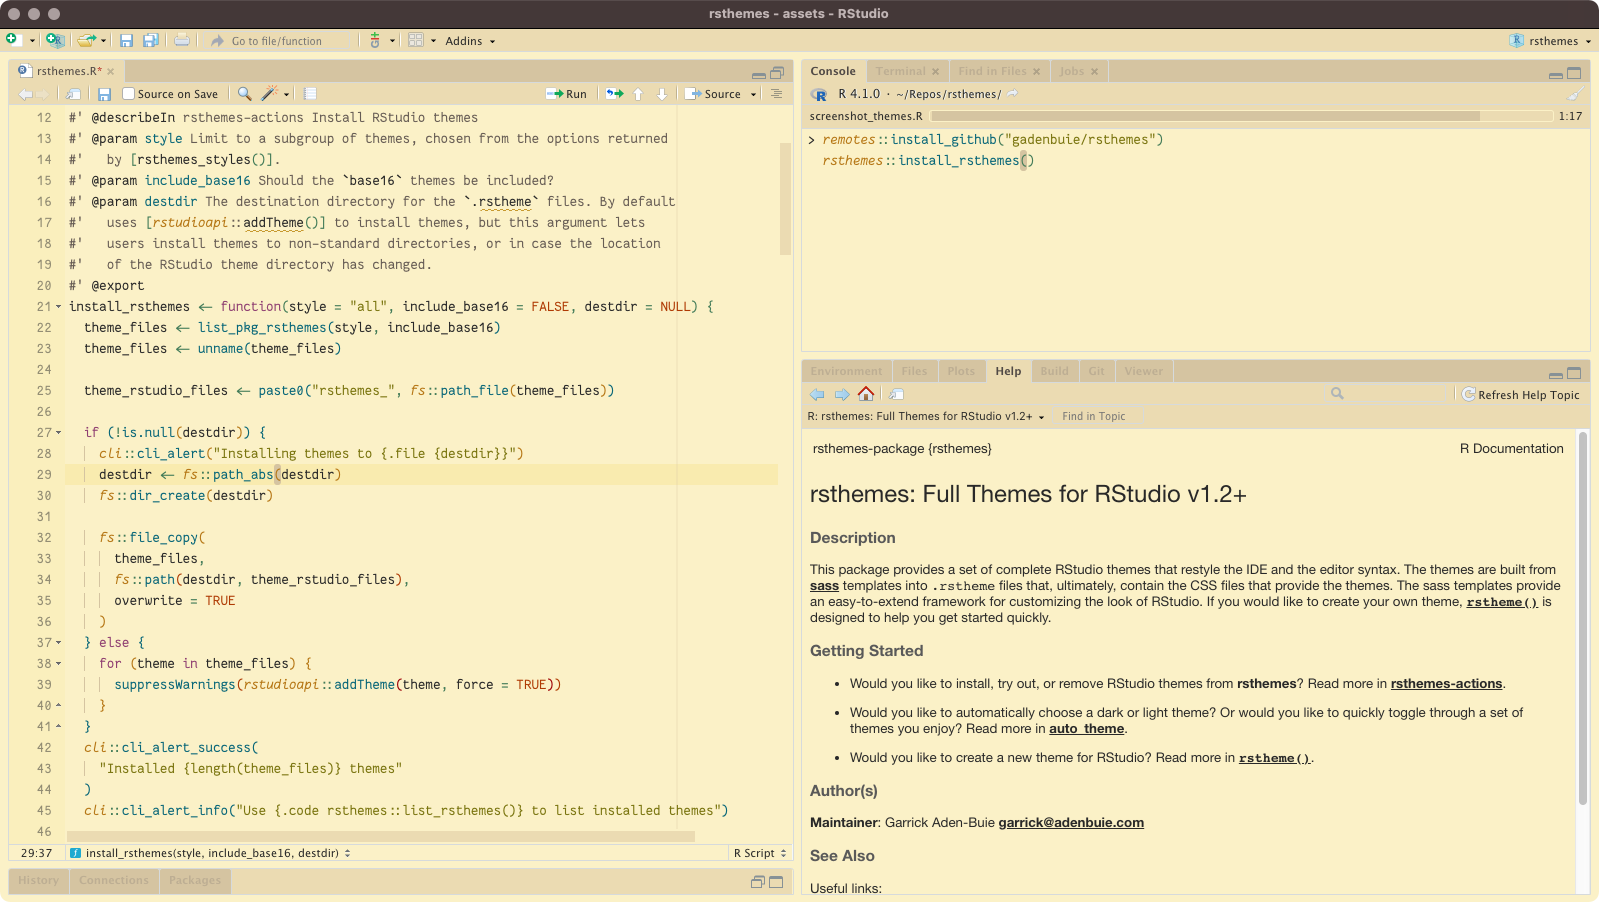 rsthemes - assets - RStudio
Go to file/function
Addins
rsthemes
rsthemes.R*
Source on Save
Run
Source
12 #' @describeIn rsthemes-actions Install RStudio themes
13 #' @param style Limit to a subgroup of themes, chosen from the options returned
14 #'   by [rsthemes_styles()].
15 #' @param include_base16 Should the `base16` themes be included?
16 #' @param destdir The destination directory for the `.rstheme` files. By default
17 #'   uses [rstudioapi::addTheme()] to install themes, but this argument lets
18 #'   users install themes to non-standard directories, or in case the location
19 #'   of the RStudio theme directory has changed.
20 #' @export
21 install_rsthemes <- function(style = "all", include_base16 = FALSE, destdir = NULL) {
22   theme_files <- list_pkg_rsthemes(style, include_base16)
23   theme_files <- unname(theme_files)
24
25   theme_rstudio_files <- paste0("rsthemes_", fs::path_file(theme_files))
26
27   if (!is.null(destdir)) {
28     cli::cli_alert("Installing themes to {.file {destdir}}")
29     destdir <- fs::path_abs(destdir)
30     fs::dir_create(destdir)
31
32     fs::file_copy(
33       theme_files,
34       fs::path(destdir, theme_rstudio_files),
35       overwrite = TRUE
36     )
37   } else {
38     for (theme in theme_files) {
39       suppressWarnings(rstudioapi::addTheme(theme, force = TRUE))
40     }
41   }
42   cli::cli_alert_success(
43     "Installed {length(theme_files)} themes"
44   )
45   cli::cli_alert_info("Use {.code rsthemes::list_rsthemes()} to list installed themes")
46
29:37 install_rsthemes(style, include_base16, destdir) R Script
History Connections Packages
Console Terminal Find in Files Jobs
R 4.1.0 · ~/Repos/rsthemes/
screenshot_themes.R 1:17
> remotes::install_github("gadenbuie/rsthemes")
rsthemes::install_rsthemes()
Environment Files Plots Help Build Git Viewer
Refresh Help Topic
R: rsthemes: Full Themes for RStudio v1.2+ Find in Topic
rsthemes-package {rsthemes} R Documentation
rsthemes: Full Themes for RStudio v1.2+
Description
This package provides a set of complete RStudio themes that restyle the IDE and the editor syntax. The themes are built from
sass templates into .rstheme files that, ultimately, contain the CSS files that provide the themes. The sass templates provide
an easy-to-extend framework for customizing the look of RStudio. If you would like to create your own theme, rstheme() is
designed to help you get started quickly.
Getting Started
• Would you like to install, try out, or remove RStudio themes from rsthemes? Read more in rsthemes-actions.
• Would you like to automatically choose a dark or light theme? Or would you like to quickly toggle through a set of
themes you enjoy? Read more in auto_theme.
• Would you like to create a new theme for RStudio? Read more in rstheme().
Author(s)
Maintainer: Garrick Aden-Buie garrick@adenbuie.com
See Also
Useful links: